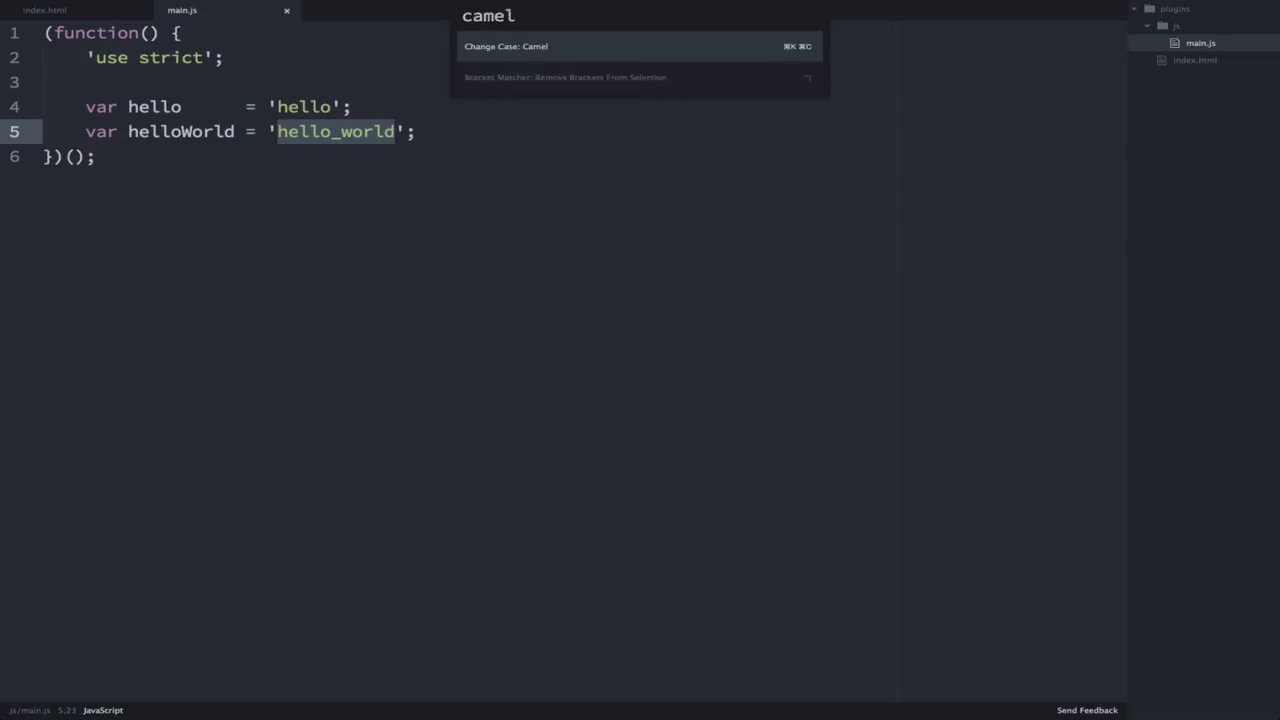 index.html
main.js ×
camel
Change Case: Camel ⌘K ⌘C
Bracket Matcher: Remove Brackets From Selection ^]
1 (function() {
2     'use strict';
3
4     var hello      = 'hello';
5     var helloWorld = 'hello_world';
6 })();
plugins
js
main.js
index.html
js/main.js 5,23 JavaScript
Send Feedback